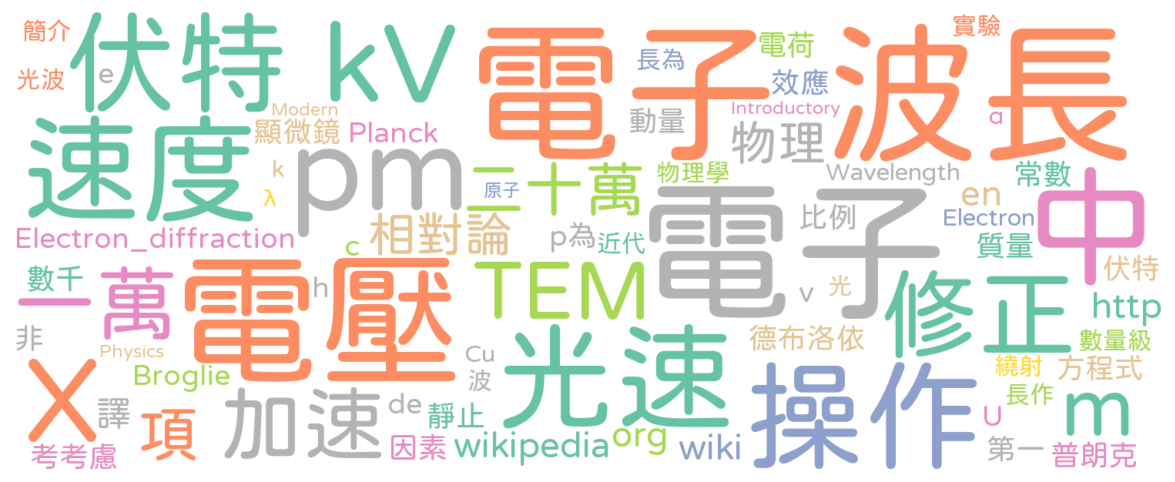 簡介 伏特 kV 電子波長 實驗
光波 e 長為 電荷 效應
Modern Introductory α
速度 顯微鏡 Planck 動量 物理
k pm 二十萬 物理學 Wavelength 常數 中
λ 原子 電子 比例 en
Electron_diffraction c 相對論 p為 近代 Electron 質量
數千 一萬 電壓 h TEM v 光 修正 伏特
http
非 Physics Cu 光速 德布洛依 數量級
X Broglie 波 操作 繞射 方程式
譯 項 加速 de 靜止 長作 m
考考慮 因素 wikipedia org wiki U 第一 普朗克